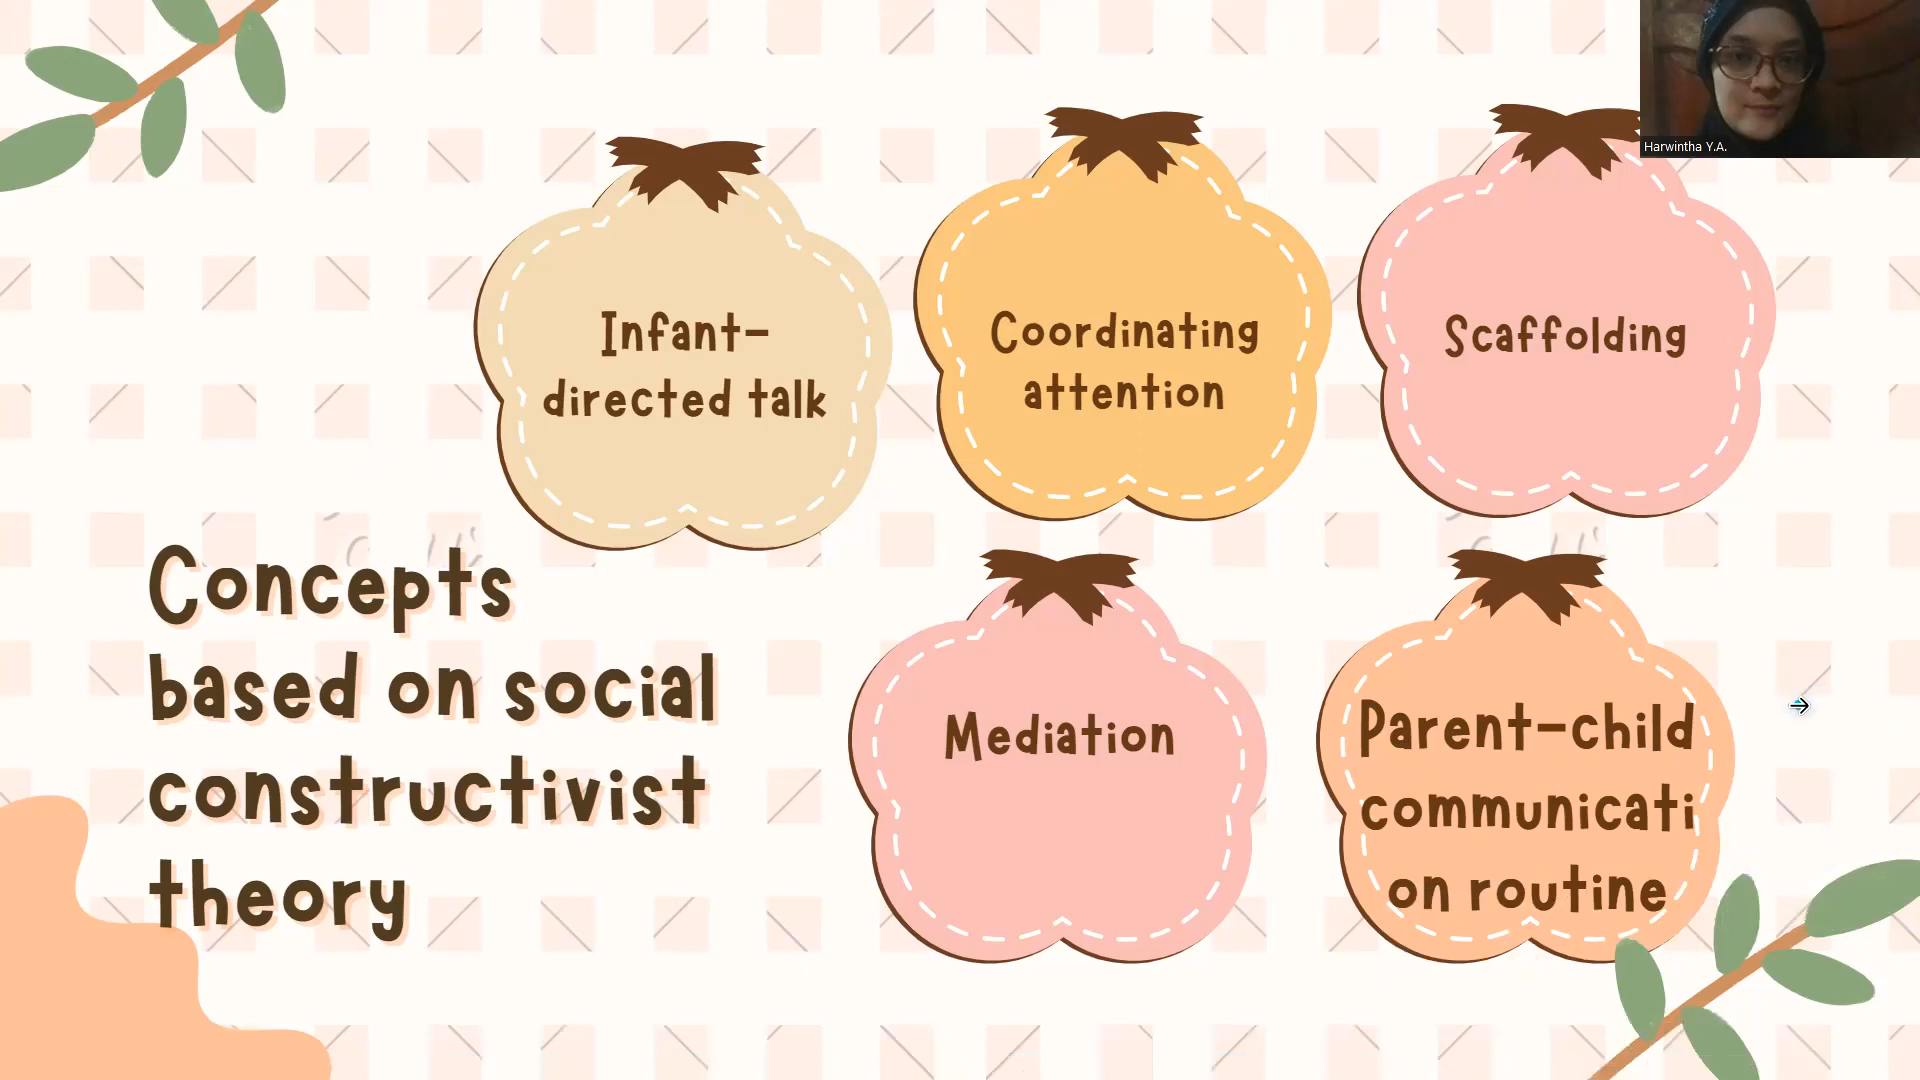 Harwintha Y.A.
Infant-
directed talk
Coordinating
attention
Scaffolding
Concepts
based on social
constructivist
theory
Mediation
Parent-child
communicati
on routine